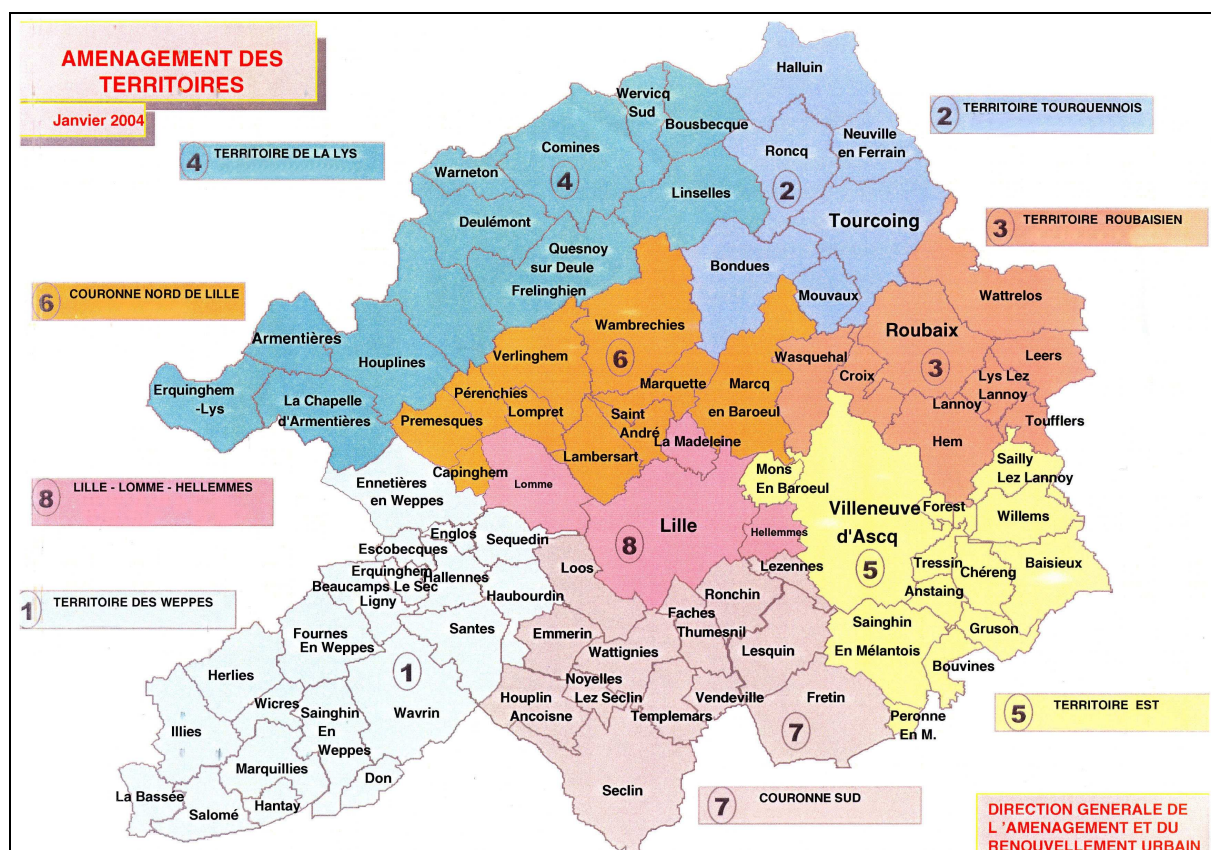 AMENAGEMENT DES
TERRITOIRES
Janvier 2004
4 TERRITOIRE DE LA LYS
2 TERRITOIRE TOURQUENNOIS
3 TERRITOIRE ROUBAISIEN
6 COURONNE NORD DE LILLE
8 LILLE - LOMME - HELLEMMES
1 TERRITOIRE DES WEPPES
5 TERRITOIRE EST
7 COURONNE SUD
DIRECTION GENERALE DE
L 'AMENAGEMENT ET DU
RENOUVELLEMENT URBAIN
Halluin
Wervicq
Sud
Bousbecque
Neuville
en Ferrain
Roncq
2
Comines
4
Warneton
Linselles
Tourcoing
Deulémont
Quesnoy
sur Deule
Frelinghien
Bondues
Mouvaux
Wattrelos
Armentières
Houplines
Wambrechies
6
Verlinghem
Roubaix
3
Wasquehal
Croix
Leers
Lys Lez
Lannoy
Lannoy
Toufflers
Hem
Erquinghem
-Lys
La Chapelle
d'Armentières
Pérenchies
Premesques
Lompret
Marquette
Marcq
en Baroeul
Saint
André
La Madeleine
Lambersart
Capinghem
Ennetières
en Weppes
Lomme
Mons
En Baroeul
Sailly
Lez Lannoy
Villeneuve
d'Ascq
5
Forest
Willems
Lille
8
Hellemmes
Englos
Sequedin
Escobecques
Loos
Lezennes
Tressin
Chéreng
Baisieux
Anstaing
Erquinghem
Le Sec
Hallennes
Beaucamps
Ligny
Haubourdin
Ronchin
Faches
Thumesnil
Santes
Emmerin
Wattignies
Lesquin
Sainghin
En Mélantois
Gruson
Bouvines
Fournes
En Weppes
1
Herlies
Wicres
Wavrin
Noyelles
Lez Seclin
Houplin
Ancoisne
Vendeville
Templemars
Fretin
7
Peronne
En M.
Sainghin
En
Weppes
Illies
Marquillies
Don
Seclin
La Bassée
Salomé
Hantay